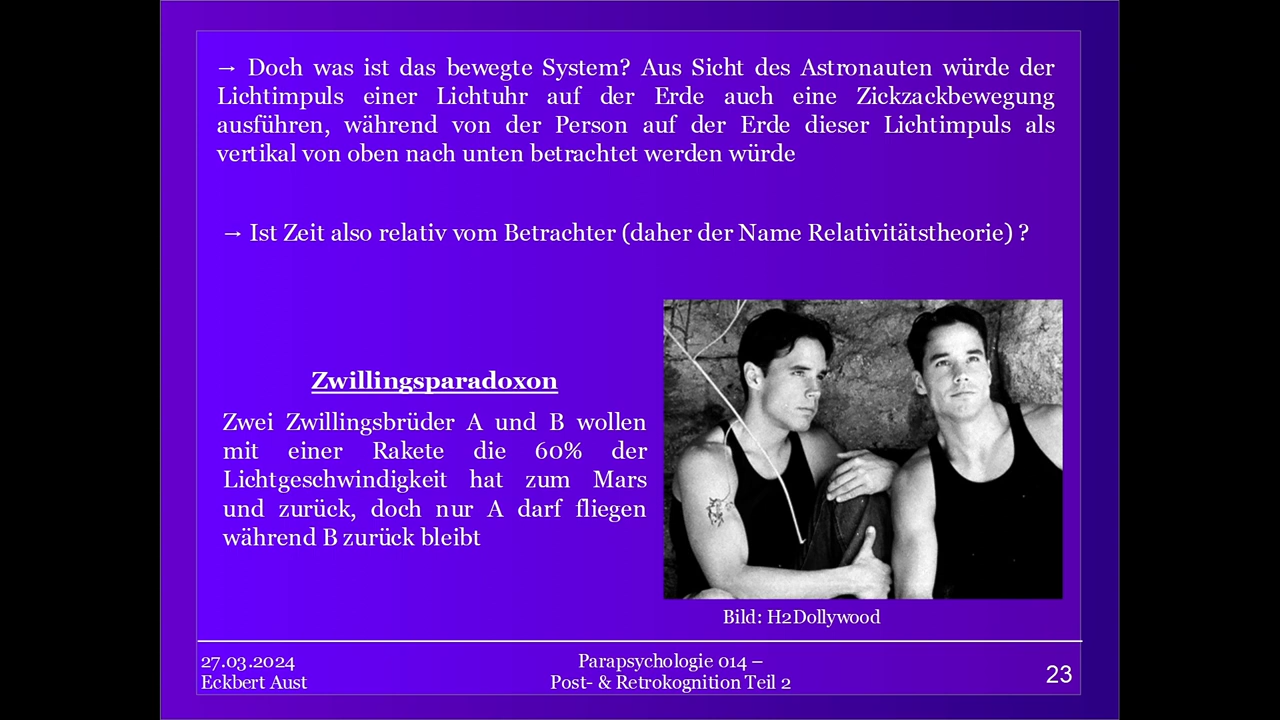 → Doch was ist das bewegte System? Aus Sicht des Astronauten würde der
Lichtimpuls einer Lichtuhr auf der Erde auch eine Zickzackbewegung
ausführen, während von der Person auf der Erde dieser Lichtimpuls als
vertikal von oben nach unten betrachtet werden würde
→ Ist Zeit also relativ vom Betrachter (daher der Name Relativitätstheorie) ?
Zwillingsparadoxon
Zwei Zwillingsbrüder A und B wollen
mit einer Rakete die 60% der
Lichtgeschwindigkeit hat zum Mars
und zurück, doch nur A darf fliegen
während B zurück bleibt
Bild: H2Dollywood
27.03.2024
Eckbert Aust
Parapsychologie 014 –
Post- & Retrokognition Teil 2
23